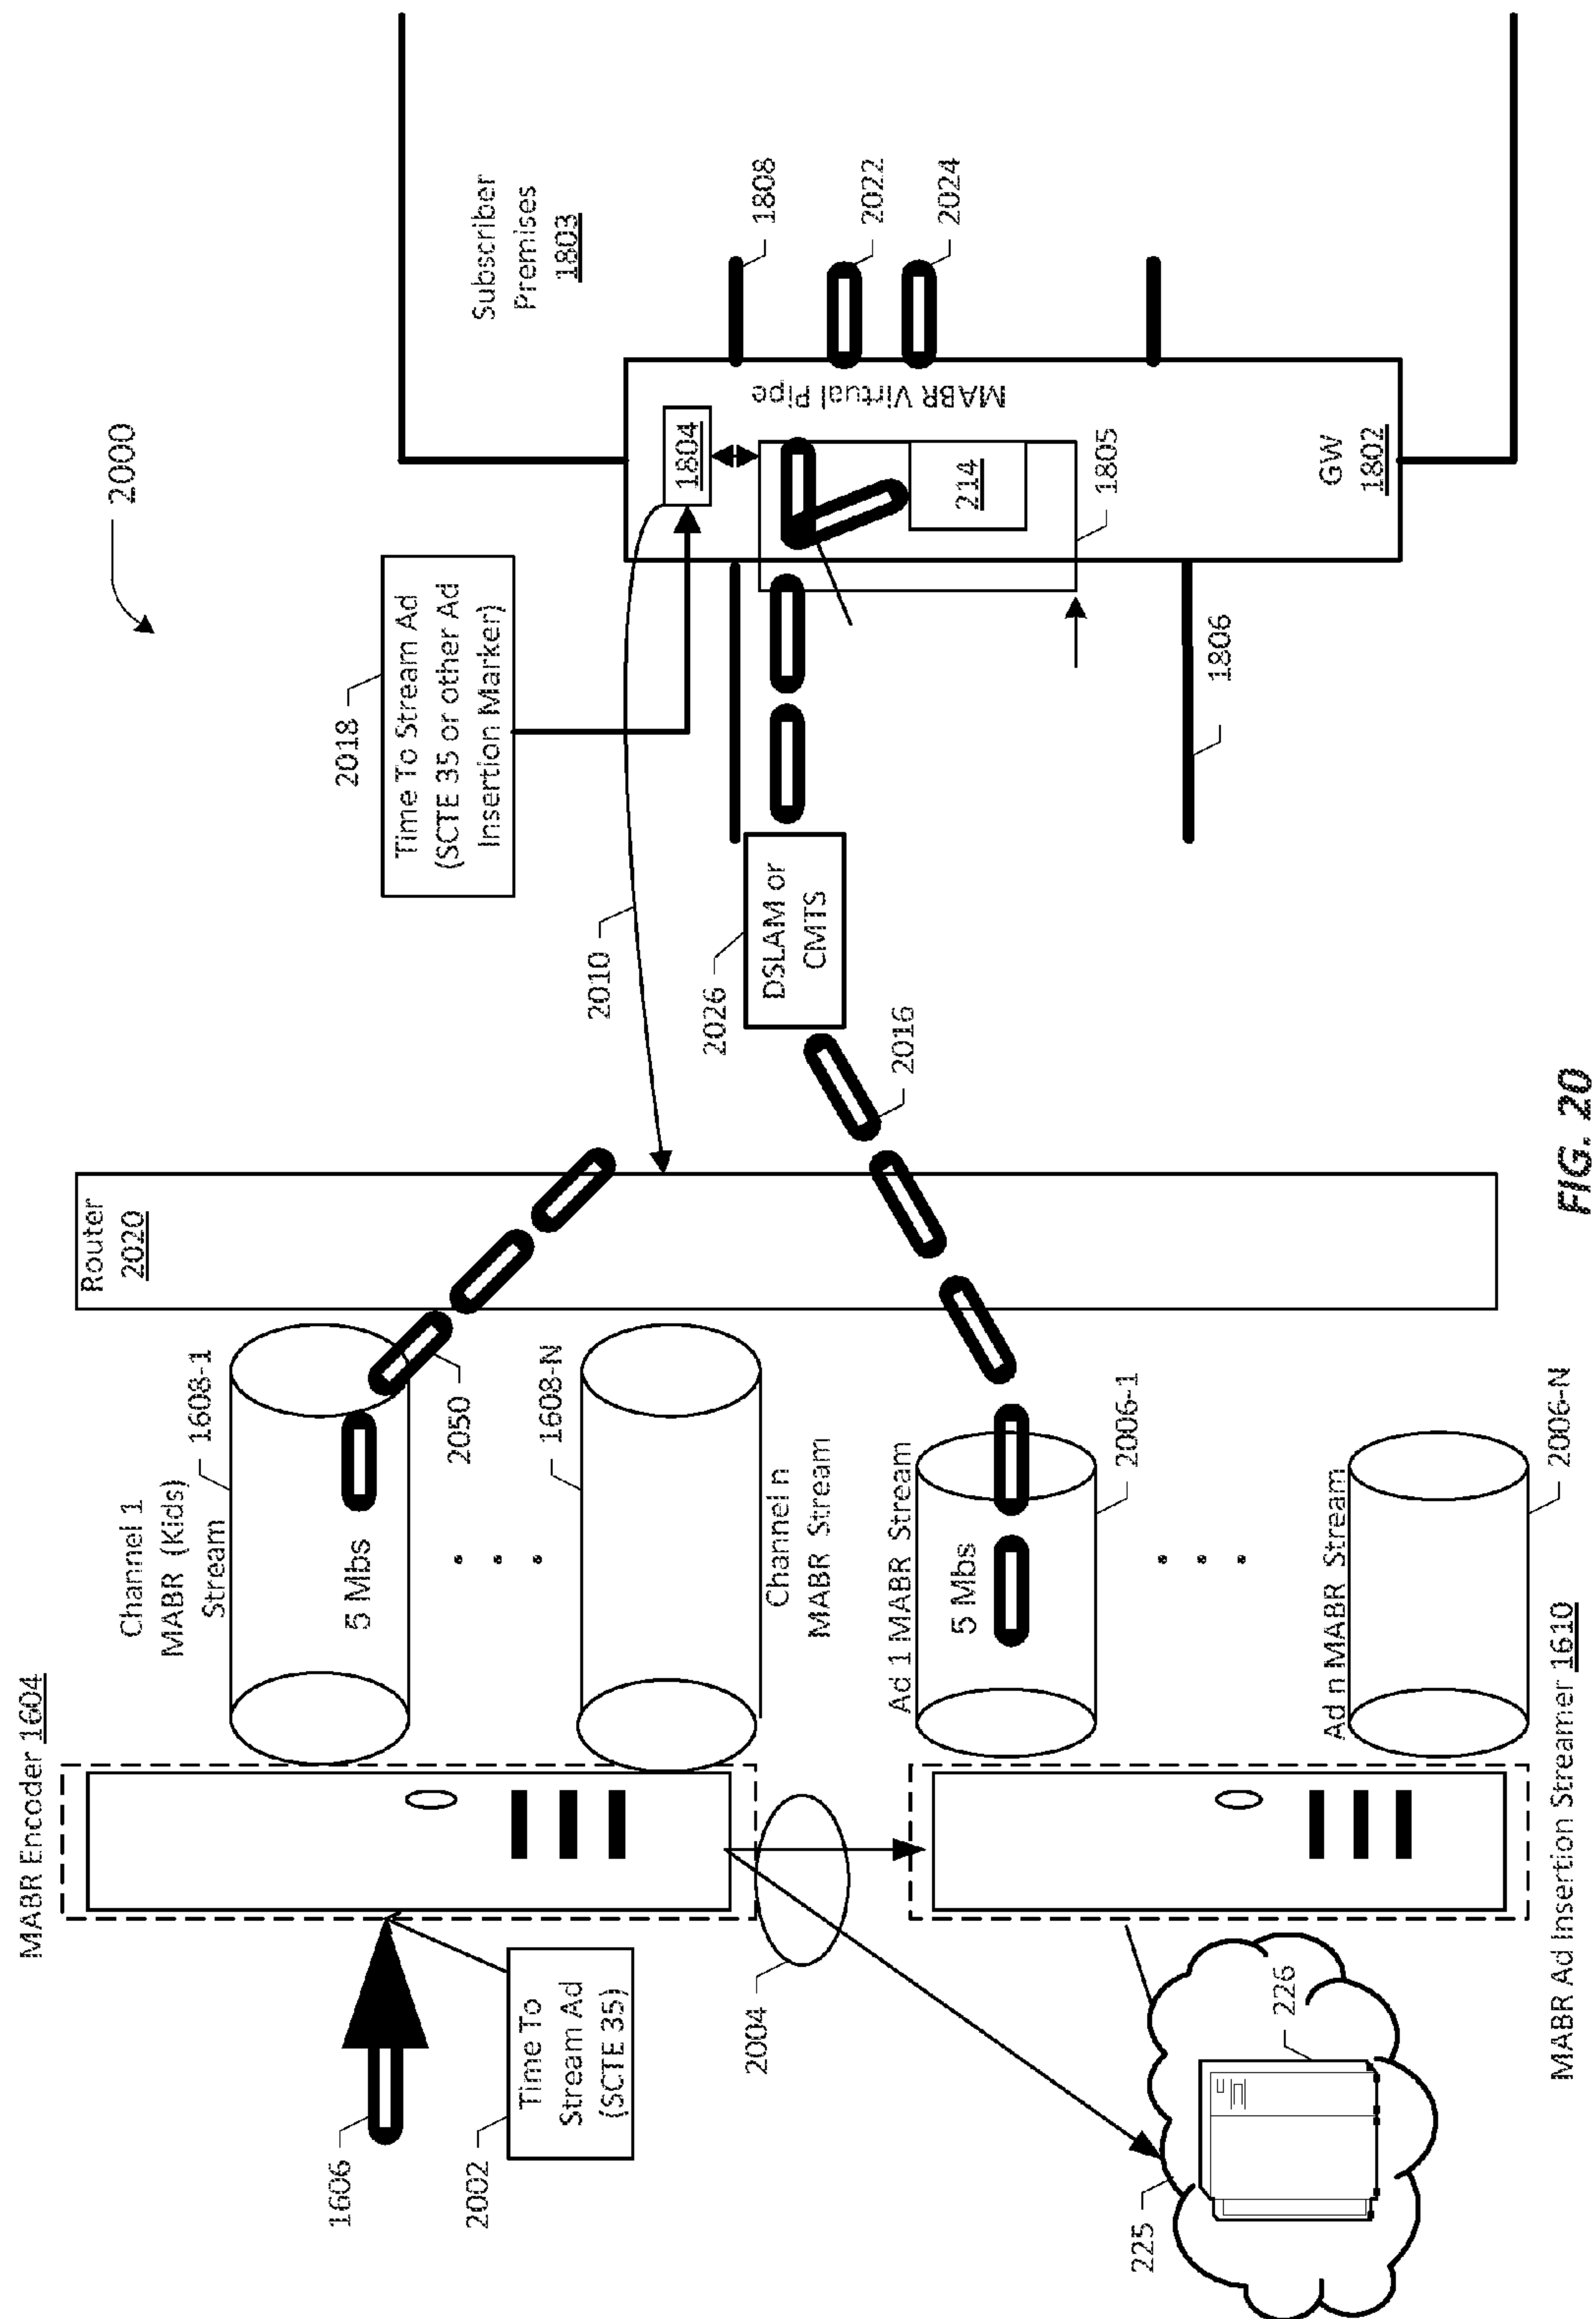 2000
MABR Encoder 1604
1606
2002
Time To
Stream Ad
(SCTE 35)
2004
225
226
MABR Ad Insertion Streamer 1610
Channel 1
MABR (Kids)
Stream
1608-1
5 Mbs
2050
1608-N
Channel n
MABR Stream
Ad 1 MABR Stream
5 Mbs
2006-1
Ad n MABR Stream
2006-N
Router
2020
2010
2026
DSLAM or
CMTS
2016
2018
Time To Stream Ad
(SCTE 35 or other Ad
Insertion Marker)
1806
1804
214
1805
MABR Virtual Pipe
GW
1802
Subscriber
Premises
1803
1808
2022
2024
FIG. 20